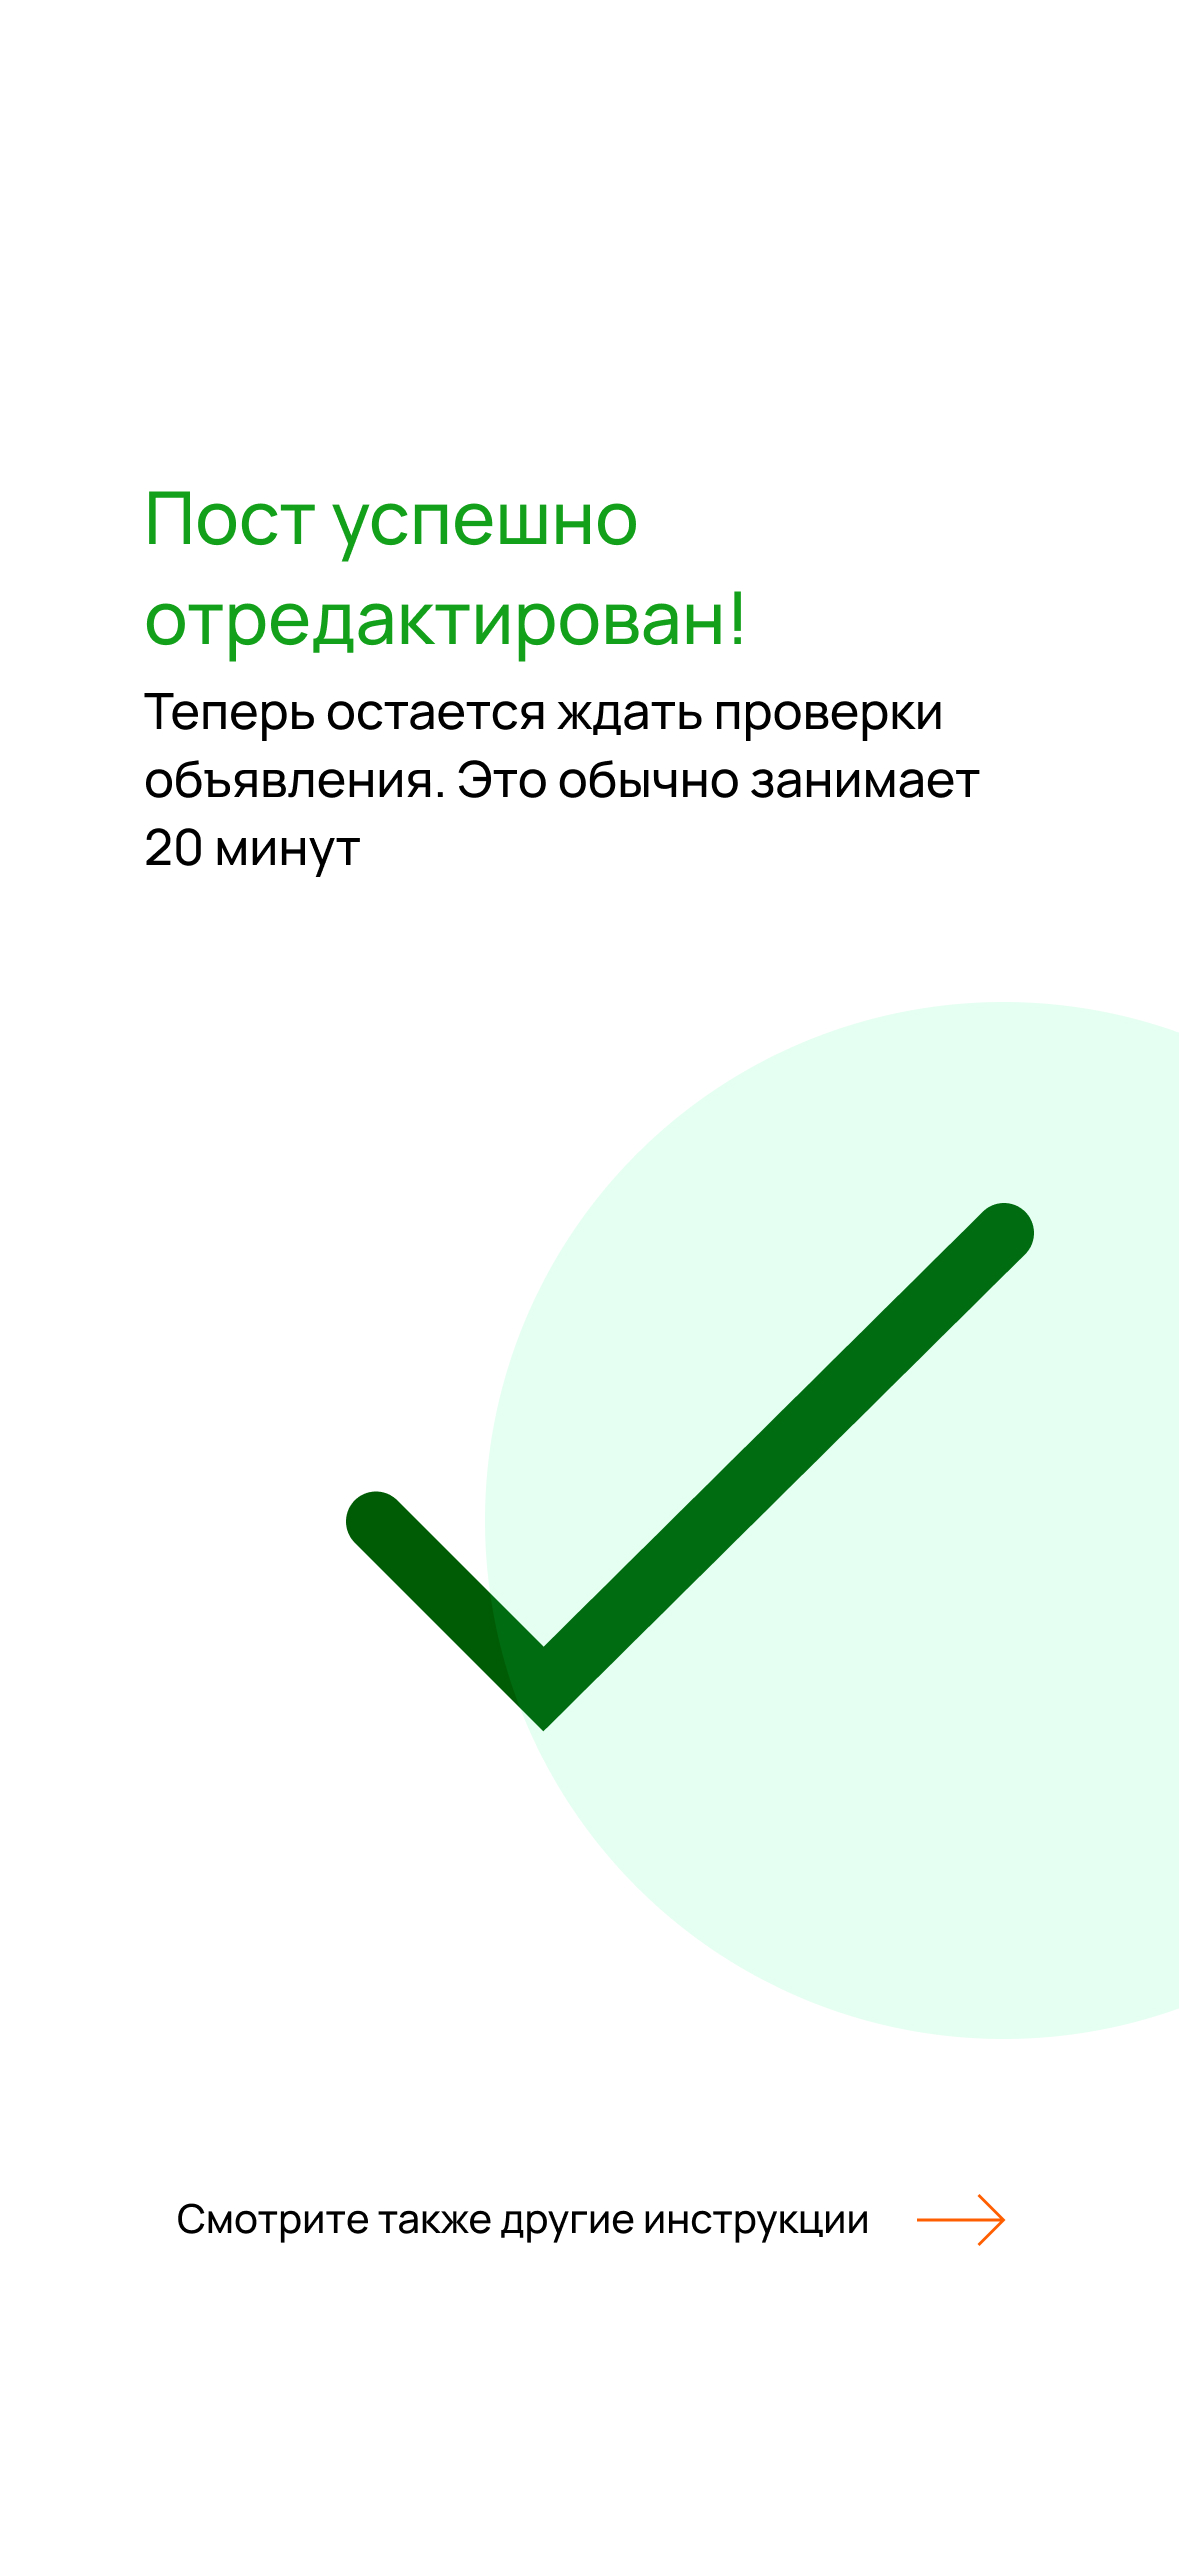 Пост успешно
отредактирован!
Теперь остается ждать проверки
объявления. Это обычно занимает
20 минут
Смотрите также другие инструкции